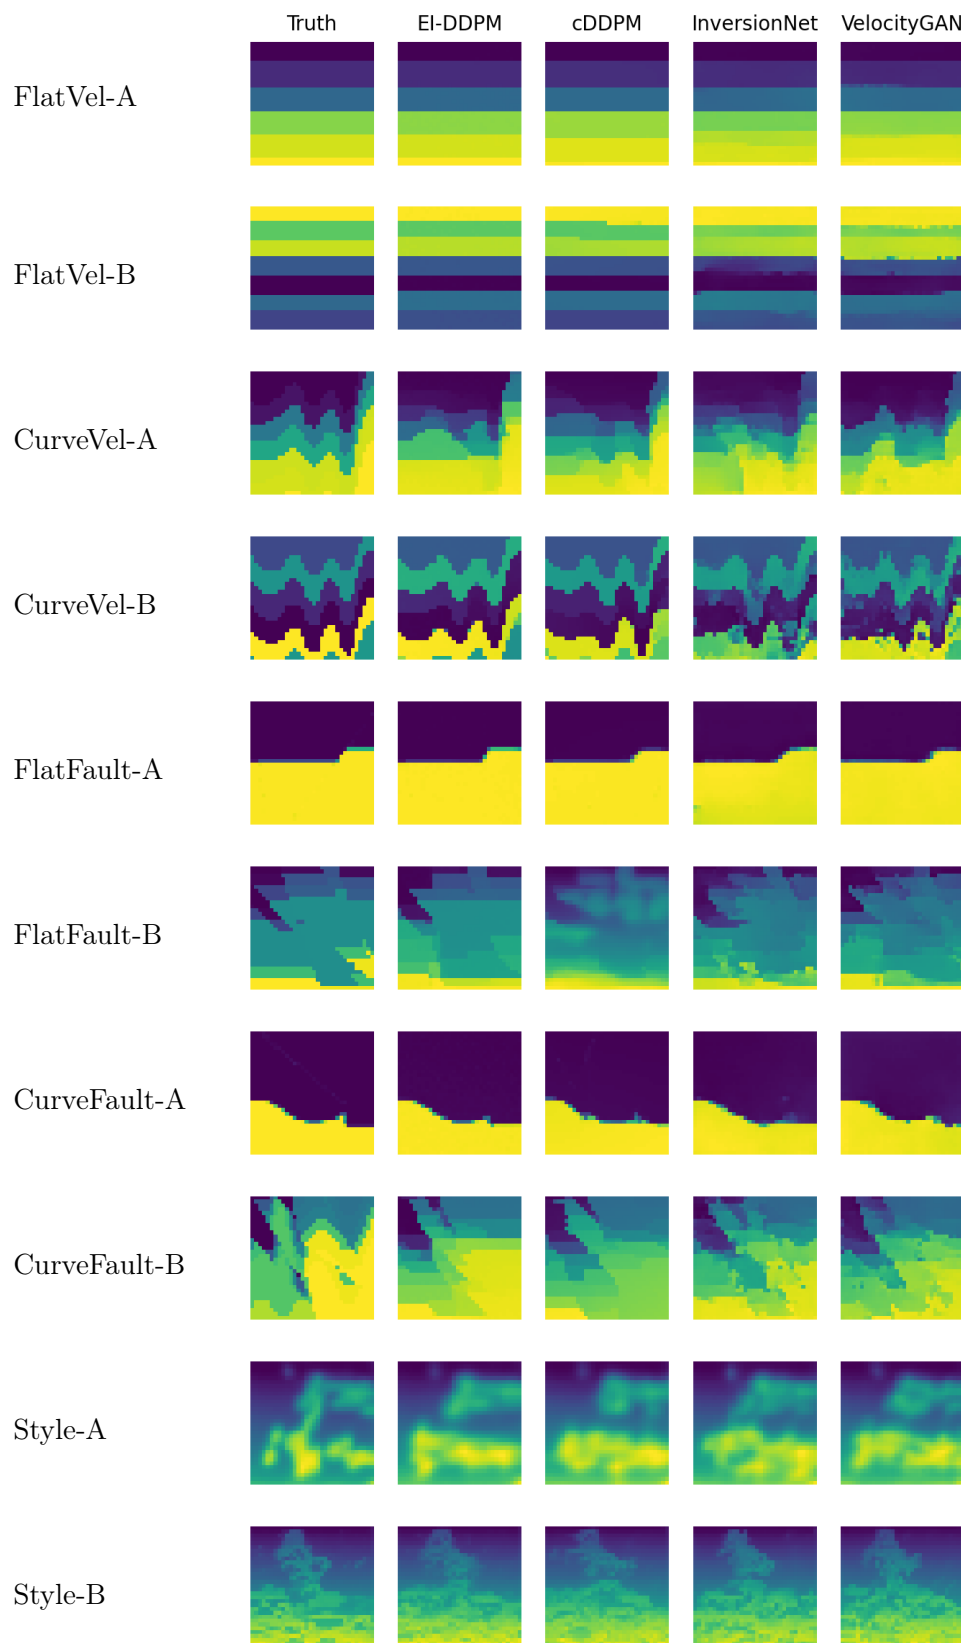 Truth EI-DDPM cDDPM InversionNet VelocityGAN
FlatVel-A
FlatVel-B
CurveVel-A
CurveVel-B
FlatFault-A
FlatFault-B
CurveFault-A
CurveFault-B
Style-A
Style-B